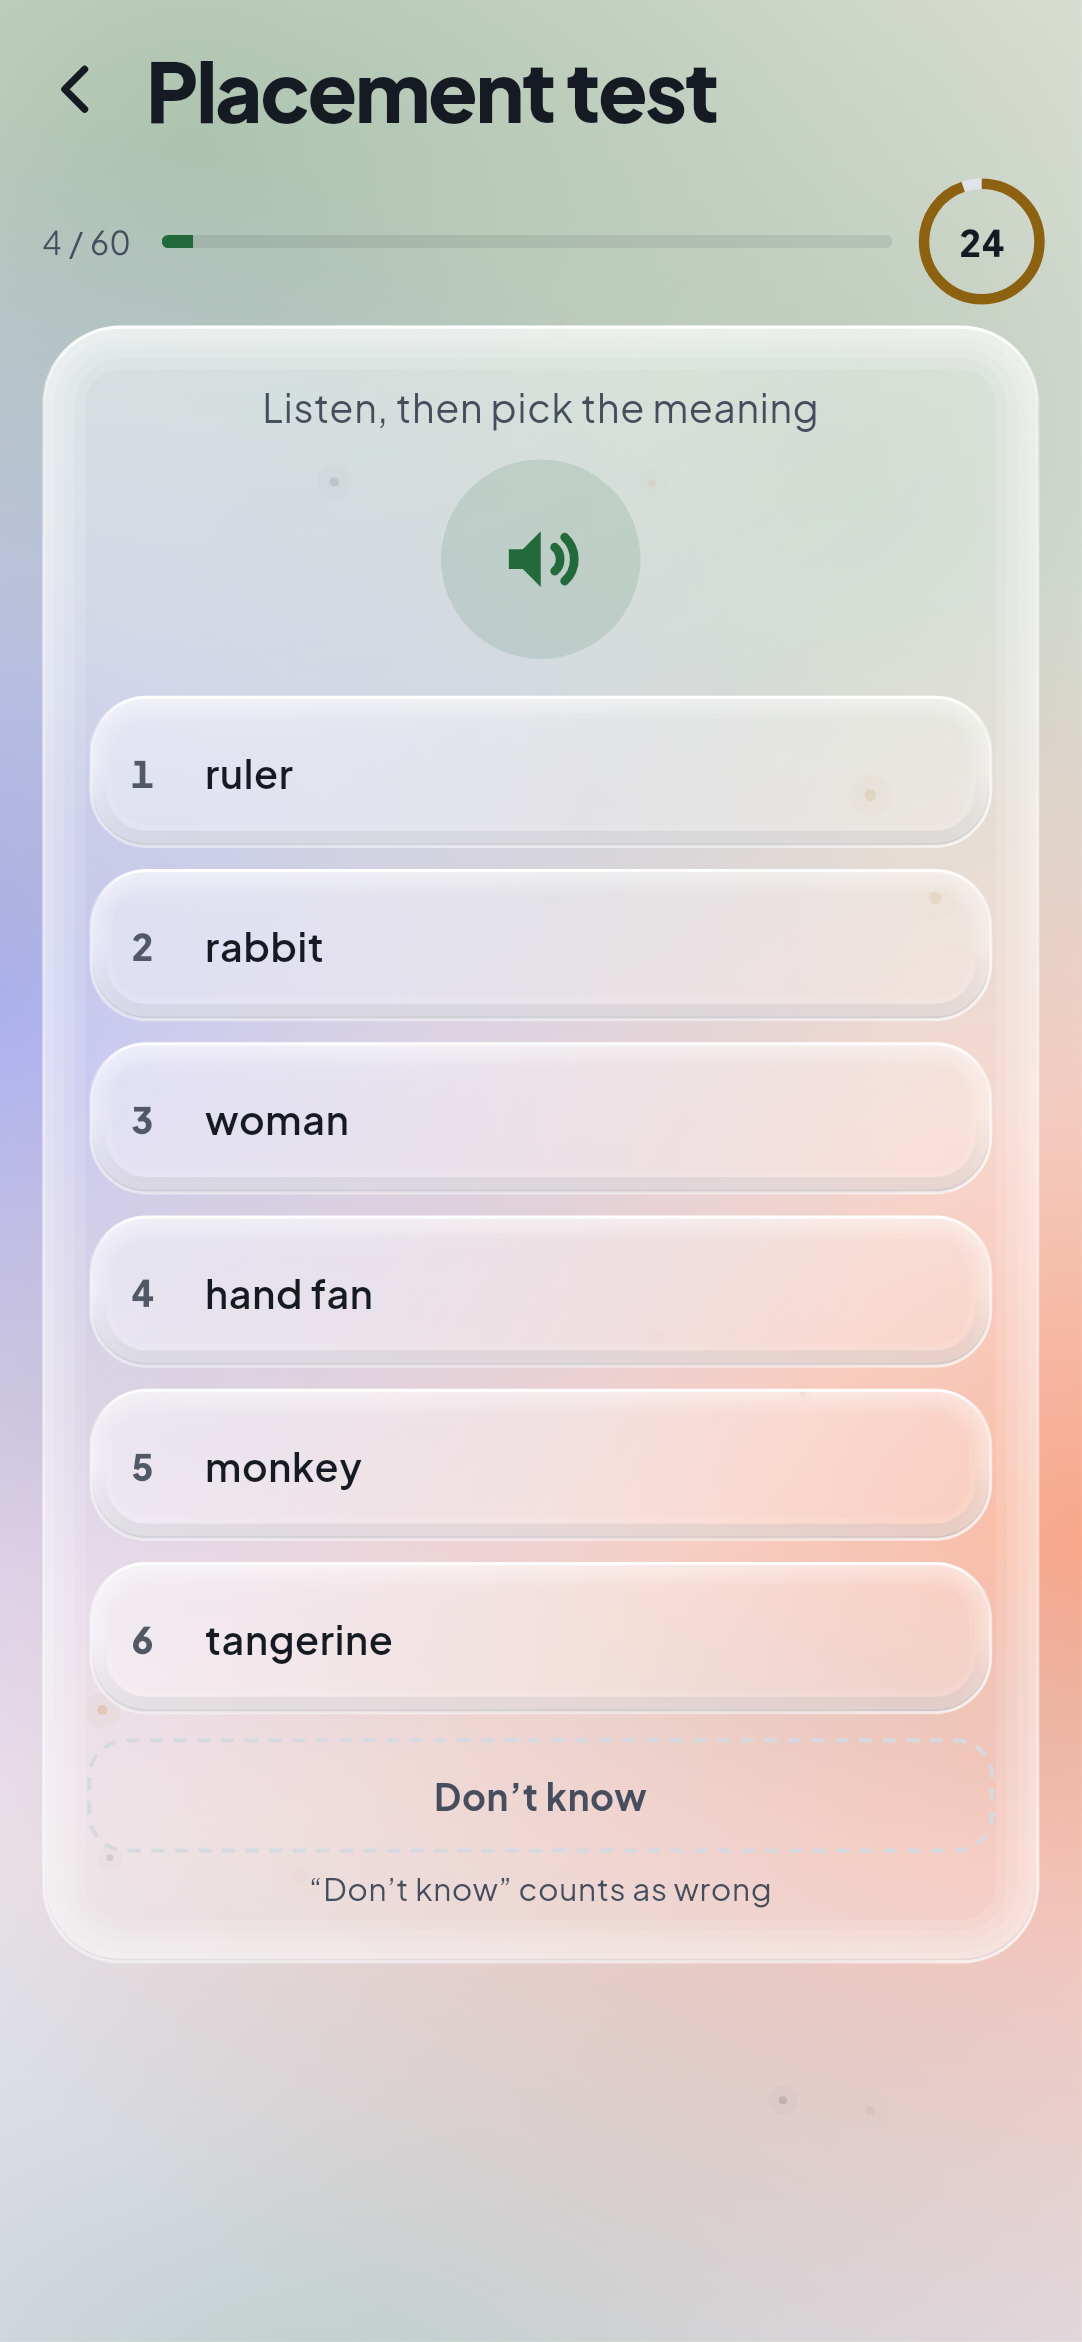 Placement test
4 / 60
24
Listen, then pick the meaning
1 ruler
2 rabbit
3 woman
4 hand fan
5 monkey
6 tangerine
Don’t know
“Don’t know” counts as wrong